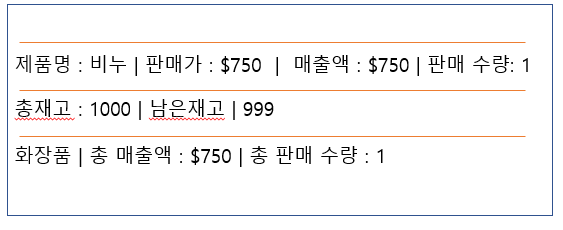 제품명 : 비누 | 판매가 : $750 | 매출액 : $750 | 판매 수량: 1
총재고 : 1000 | 남은재고 | 999
화장품 | 총 매출액 : $750 | 총 판매 수량 : 1